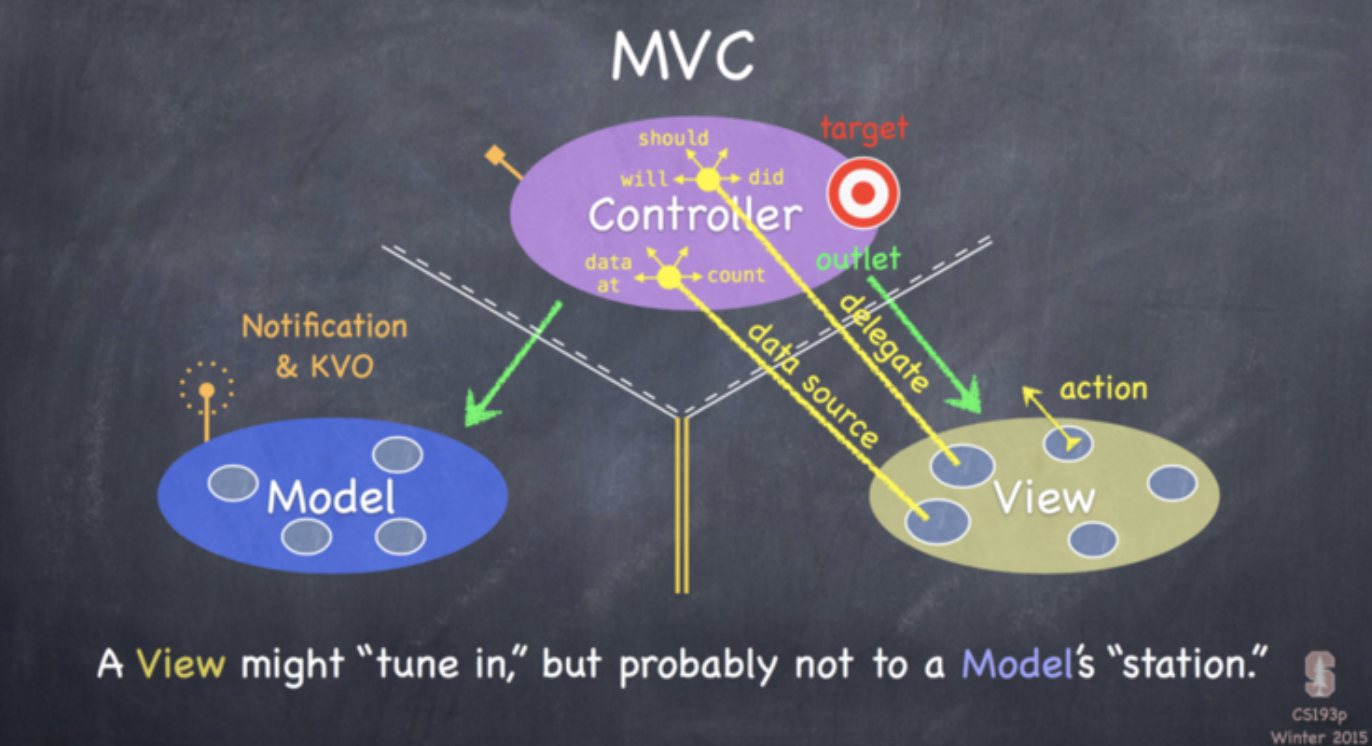 MVC
should
target
will
did
Controller
data
at
count
outlet
delegate
data source
Notification
& KVO
action
Model
View
A View might “tune in,” but probably not to a Model’s “station.”
S
CS193p
Winter 2015